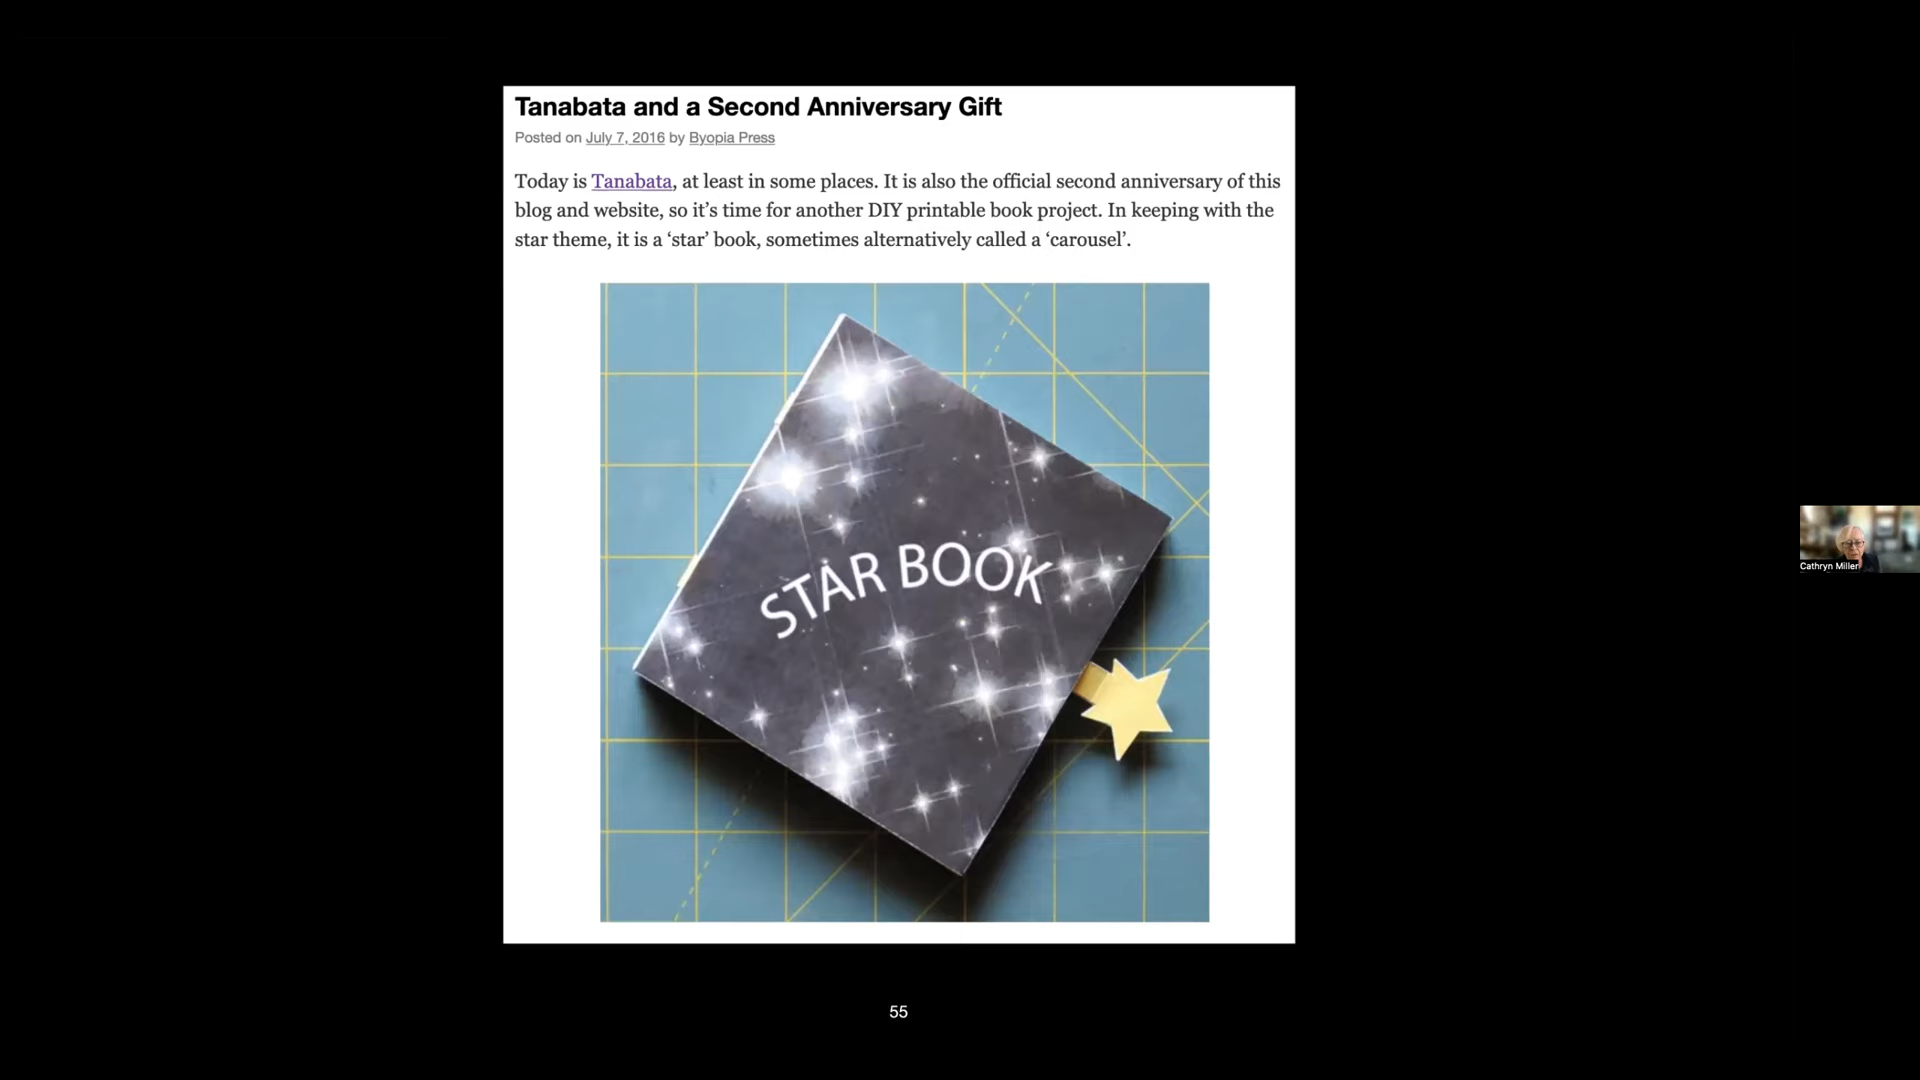 Tanabata and a Second Anniversary Gift
Posted on July 7, 2016 by Byopia Press
Today is Tanabata, at least in some places. It is also the official second anniversary of this
blog and website, so it’s time for another DIY printable book project. In keeping with the
star theme, it is a ‘star’ book, sometimes alternatively called a ‘carousel’.
STAR BOOK
Cathryn Miller
55